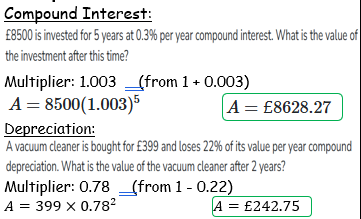 Compound Interest:
£8500 is invested for 5 years at 0.3% per year compound interest. What is the value of
the investment after this time?
Multiplier: 1.003 (from 1 + 0.003)
A = 8500(1.003)⁵
A = £8628.27
Depreciation:
A vacuum cleaner is bought for £399 and loses 22% of its value per year compound
depreciation. What is the value of the vacuum cleaner after 2 years?
Multiplier: 0.78 (from 1 - 0.22)
A = 399 × 0.78²
A = £242.75